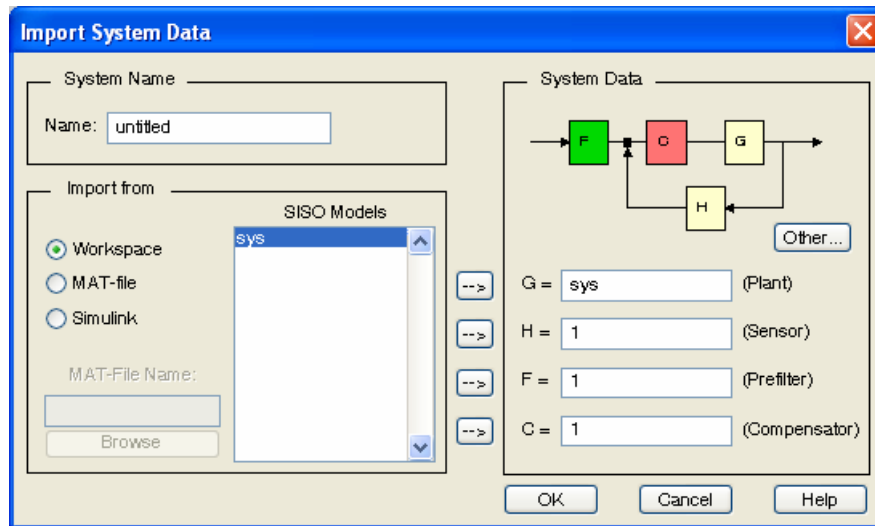 Import System Data
System Name
Name: untitled
Import from
SISO Models
Workspace
MAT-file
Simulink
sys
MAT-File Name:
Browse
-->
-->
-->
-->
System Data
F
C
G
H
Other...
G = sys (Plant)
H = 1 (Sensor)
F = 1 (Prefilter)
C = 1 (Compensator)
OK Cancel Help